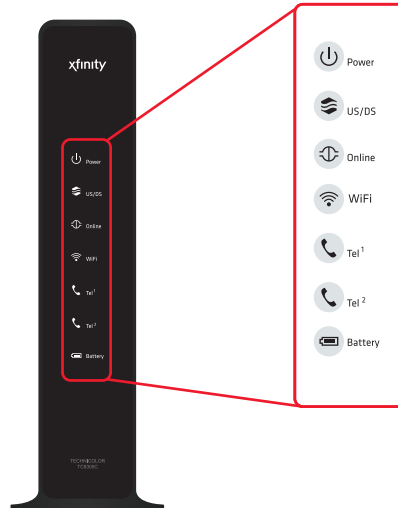 xfinity
Power
US/DS
Online
WiFi
Tel 1
Tel 2
Battery
TECHNICOLOR
TC8305C
Power
US/DS
Online
WiFi
Tel 1
Tel 2
Battery